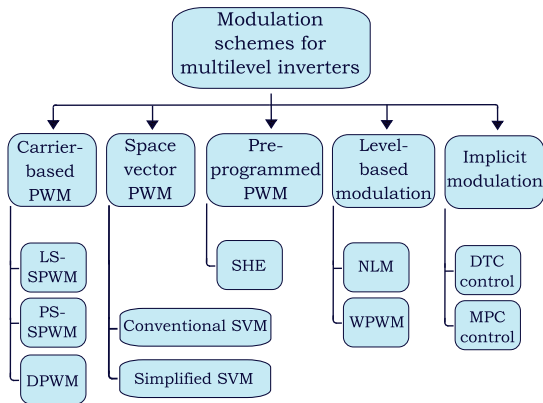 Modulation
schemes for
multilevel inverters
Carrier-
based
PWM
Space
vector
PWM
Pre-
programmed
PWM
Level-
based
modulation
Implicit
modulation
LS-
SPWM
PS-
SPWM
DPWM
Conventional SVM
Simplified SVM
SHE
NLM
WPWM
DTC
control
MPC
control